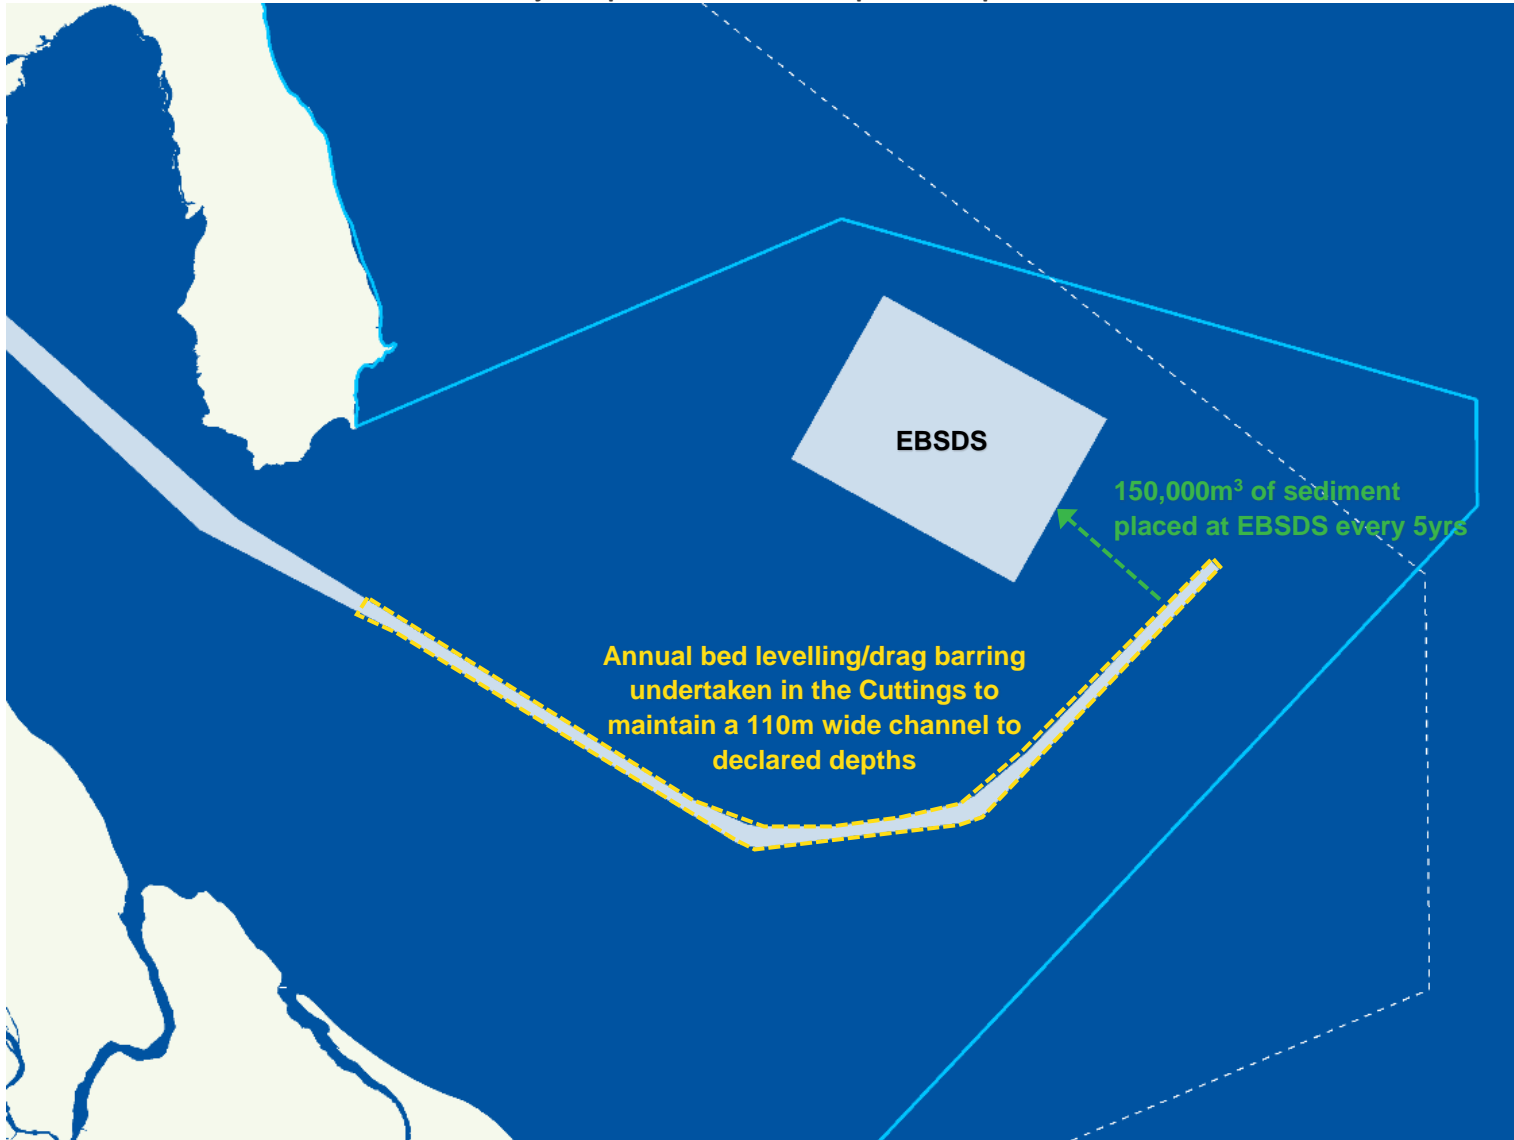 EBSDS
150,000m³ of sediment
placed at EBSDS every 5yrs
Annual bed levelling/drag barring
undertaken in the Cuttings to
maintain a 110m wide channel to
declared depths